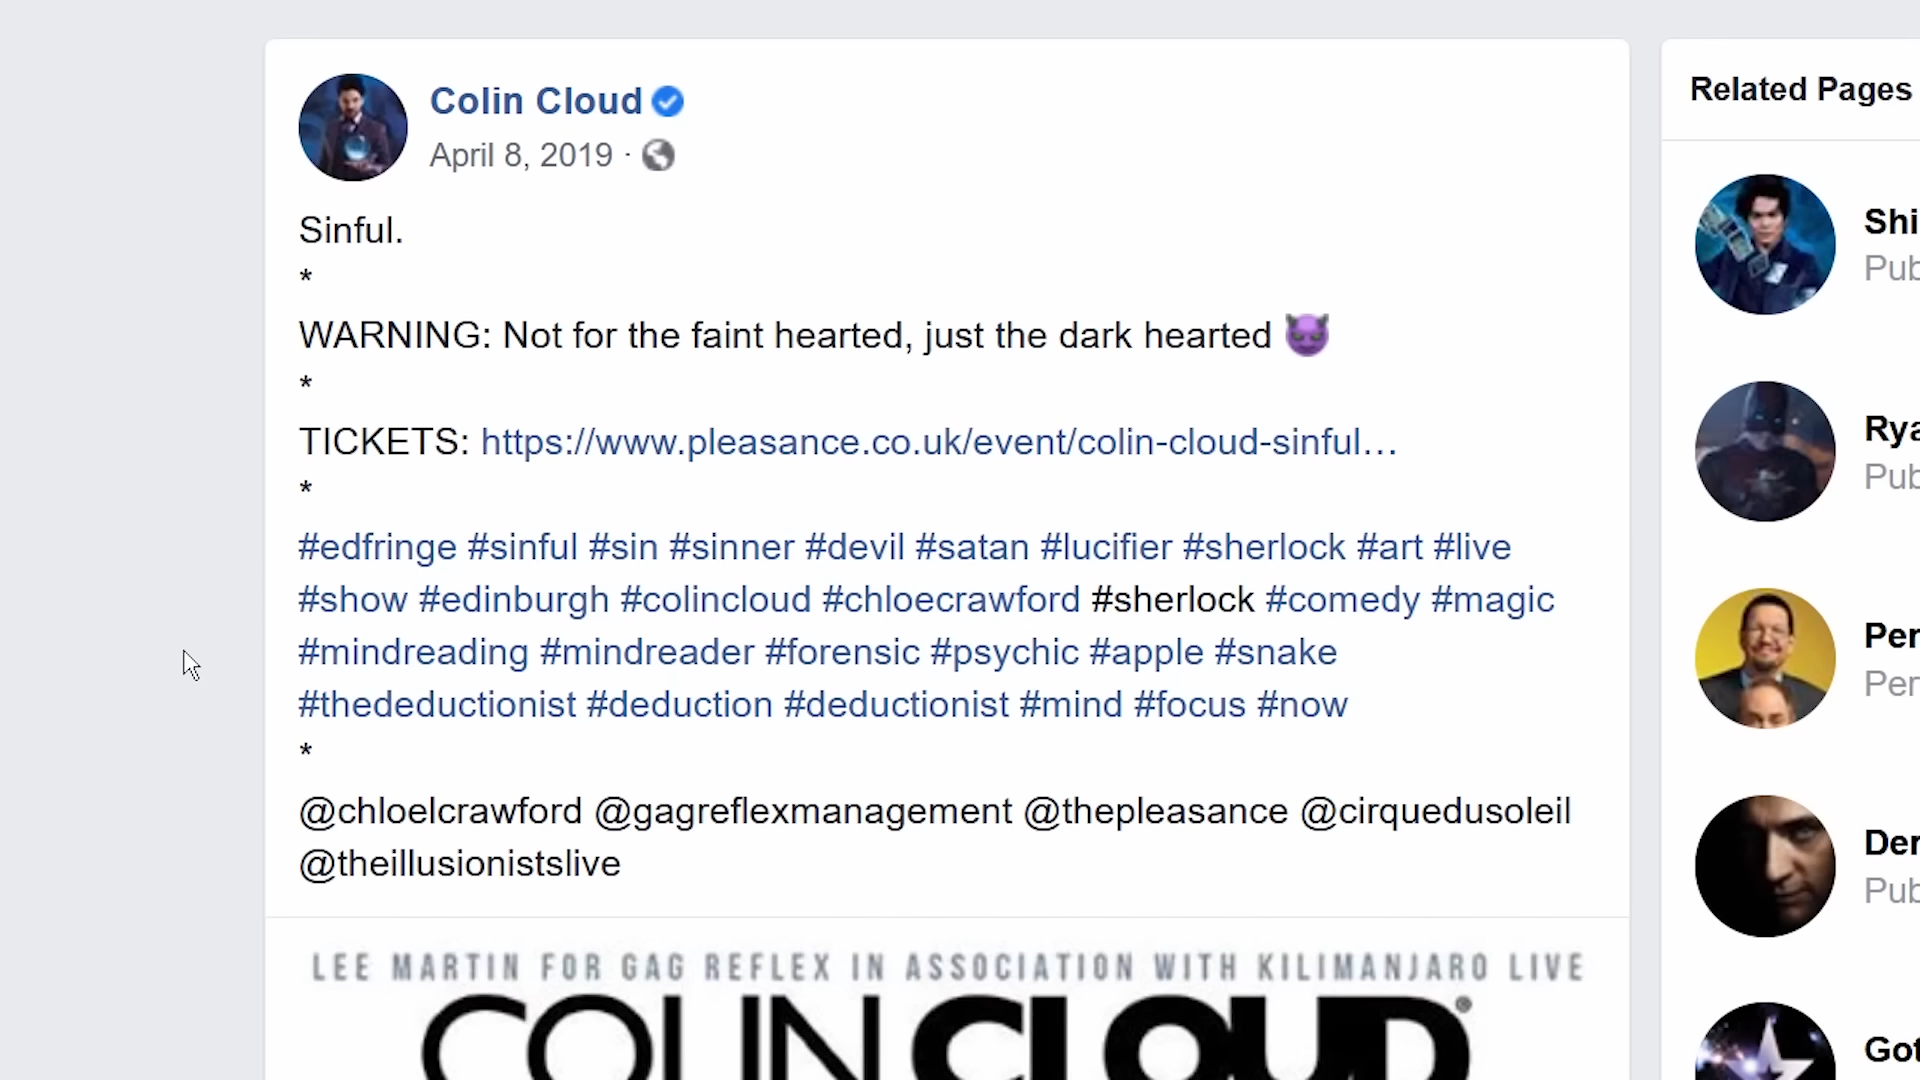 Colin Cloud
April 8, 2019 ·
Sinful.
*
WARNING: Not for the faint hearted, just the dark hearted 😈
*
TICKETS: https://www.pleasance.co.uk/event/colin-cloud-sinful…
*
#edfringe #sinful #sin #sinner #devil #satan #lucifier #sherlock #art #live
#show #edinburgh #colincloud #chloecrawford #sherlock #comedy #magic
#mindreading #mindreader #forensic #psychic #apple #snake
#thedeductionist #deduction #deductionist #mind #focus #now
*
@chloelcrawford @gagreflexmanagement @thepleasance @cirquedusoleil
@theillusionistslive
LEE MARTIN FOR GAG REFLEX IN ASSOCIATION WITH KILIMANJARO LIVE
COLIN CLOUD®
Related Pages
Shi
Pub
Rya
Pub
Per
Per
Der
Pub
Got